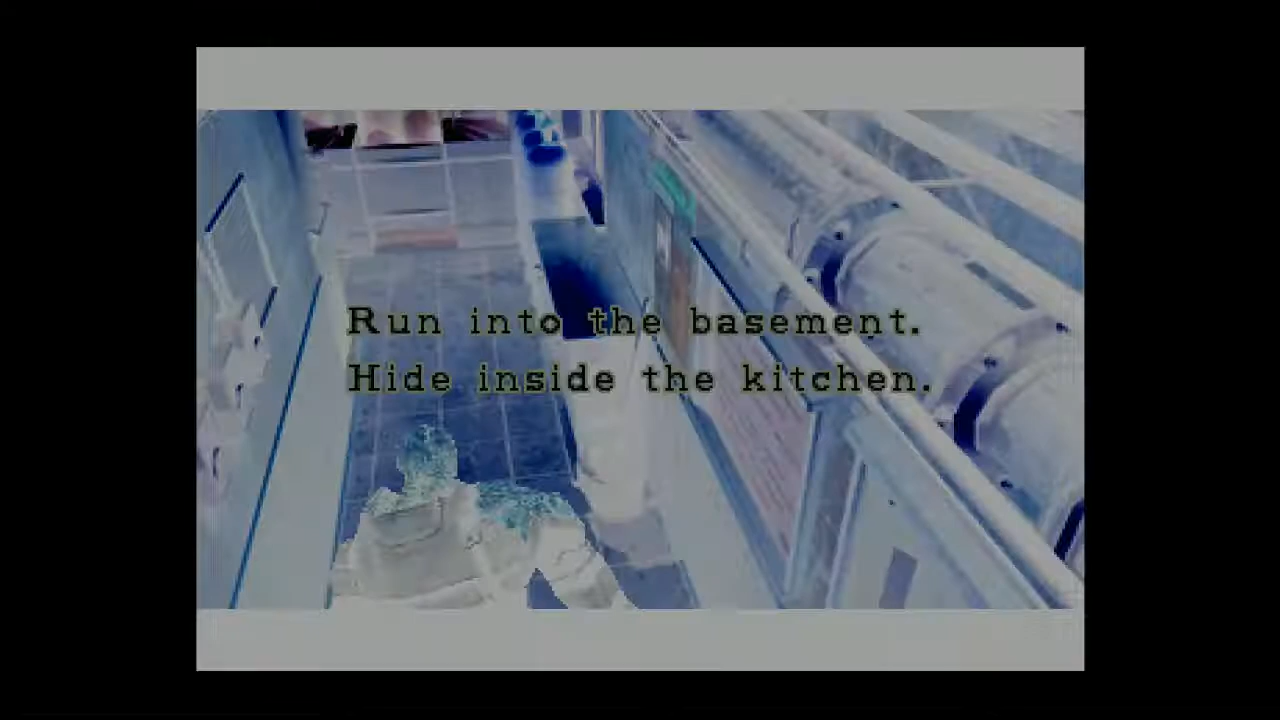 Run into the basement.
Hide inside the kitchen.